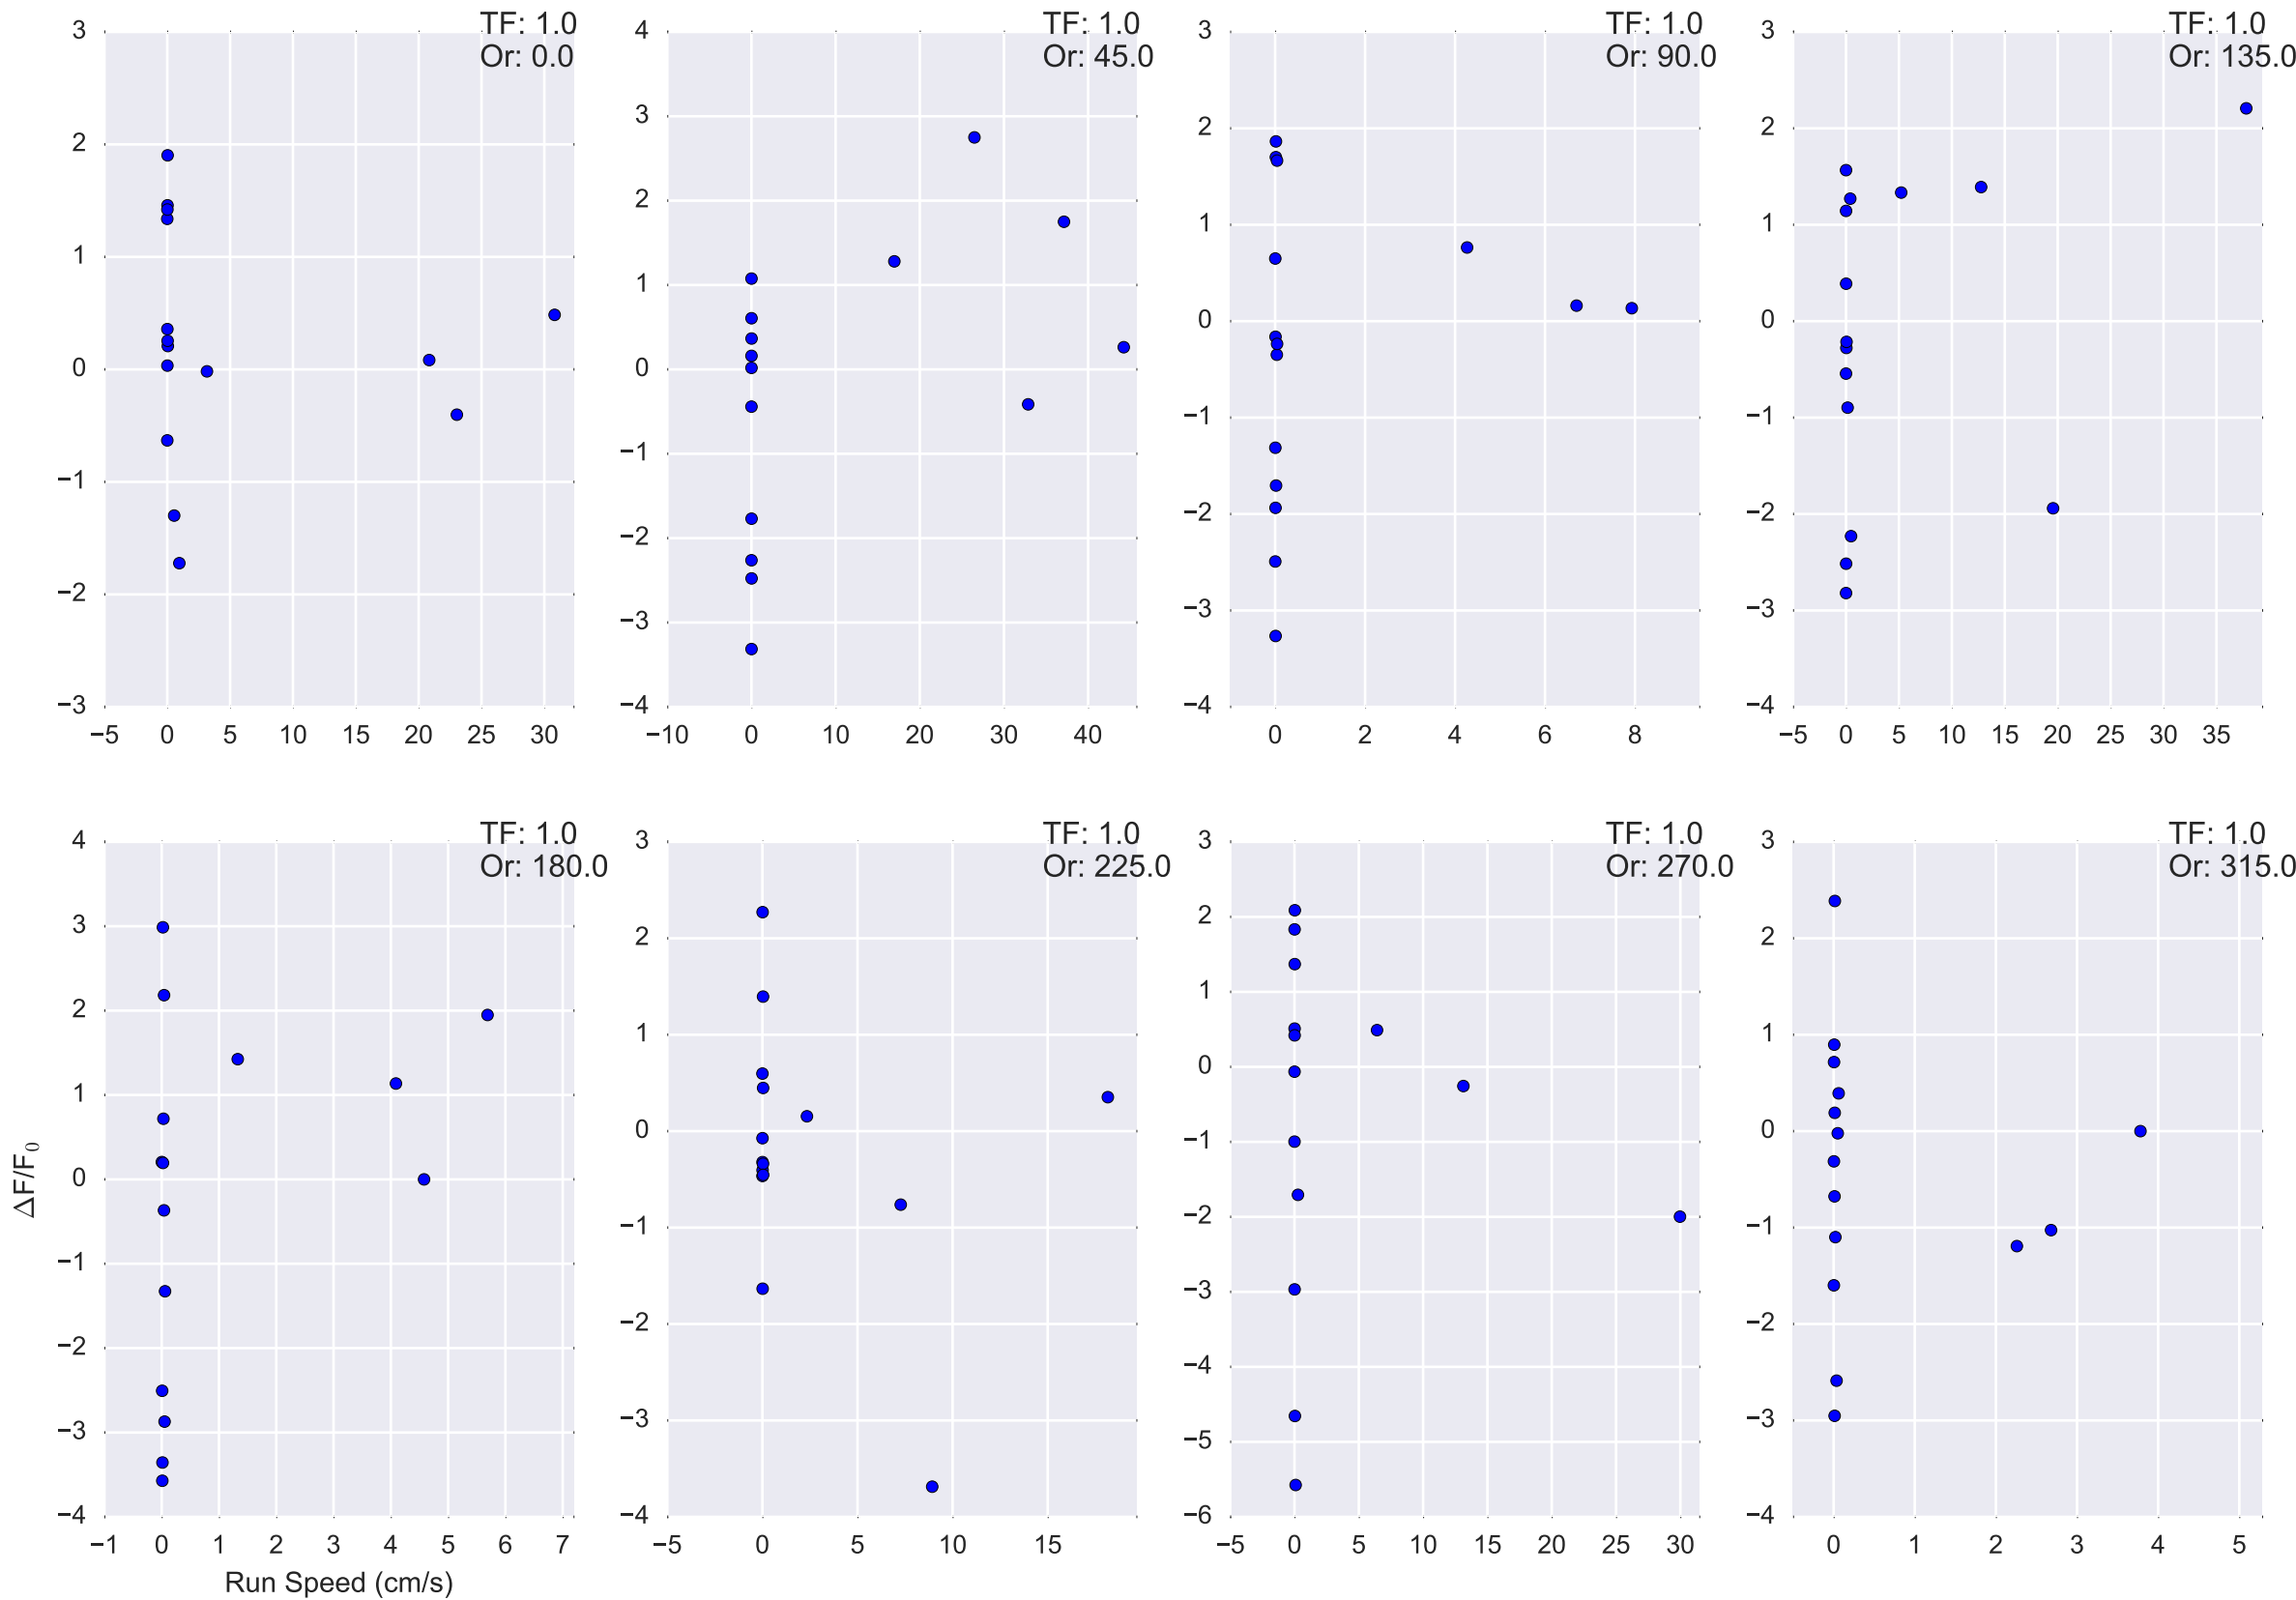 TF: 1.0
Or: 0.0
3
2
1
0
−1
−2
−3
−5 0 5 10 15 20 25 30
TF: 1.0
Or: 45.0
4
3
2
1
0
−1
−2
−3
−4
−10 0 10 20 30 40
TF: 1.0
Or: 90.0
3
2
1
0
−1
−2
−3
−4
0 2 4 6 8
TF: 1.0
Or: 135.0
3
2
1
0
−1
−2
−3
−4
−5 0 5 10 15 20 25 30 35
TF: 1.0
Or: 180.0
4
3
2
1
0
−1
−2
−3
−4
−1 0 1 2 3 4 5 6 7
ΔF/F₀
Run Speed (cm/s)
TF: 1.0
Or: 225.0
3
2
1
0
−1
−2
−3
−4
−5 0 5 10 15
TF: 1.0
Or: 270.0
3
2
1
0
−1
−2
−3
−4
−5
−6
−5 0 5 10 15 20 25 30
TF: 1.0
Or: 315.0
3
2
1
0
−1
−2
−3
−4
0 1 2 3 4 5